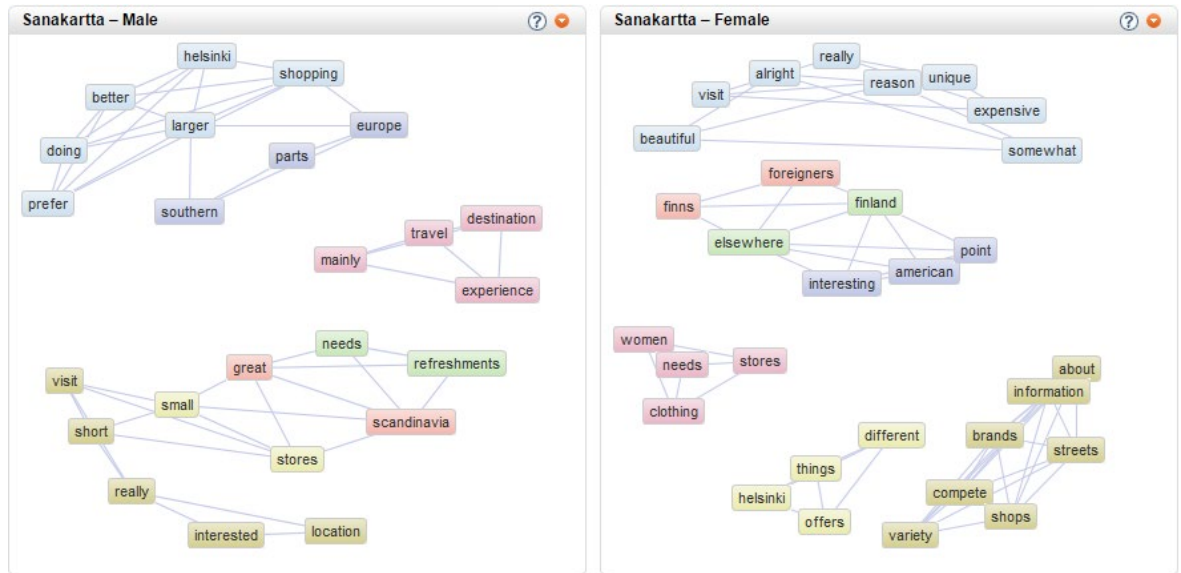 Sanakartta – Male
?
helsinki
shopping
better
larger
europe
doing
parts
prefer
southern
destination
travel
mainly
experience
needs
great
refreshments
visit
small
scandinavia
short
stores
really
location
interested
Sanakartta – Female
?
really
alright
reason
unique
visit
expensive
beautiful
somewhat
foreigners
finns
finland
elsewhere
point
american
interesting
women
stores
needs
clothing
about
information
different
brands
streets
things
compete
helsinki
shops
offers
variety